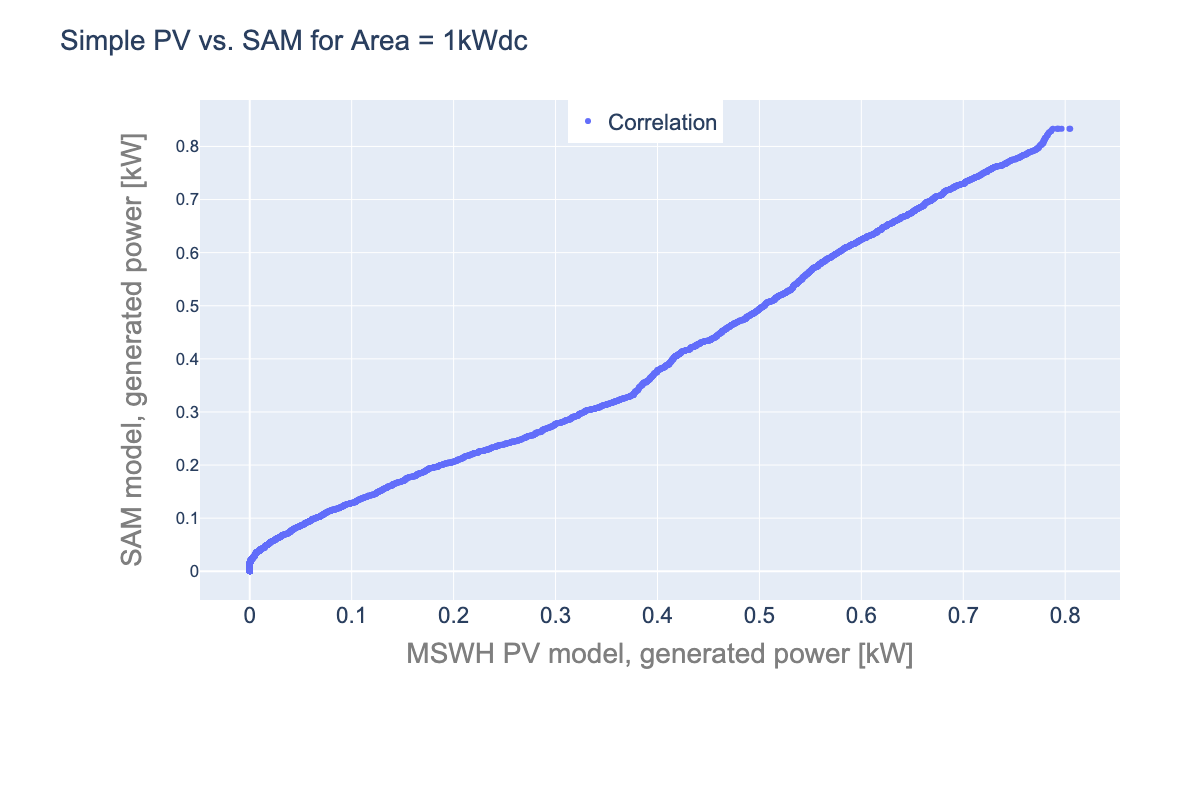 Simple PV vs. SAM for Area = 1kWdc
Correlation
SAM model, generated power [kW]
0.8
0.7
0.6
0.5
0.4
0.3
0.2
0.1
0
0 0.1 0.2 0.3 0.4 0.5 0.6 0.7 0.8
MSWH PV model, generated power [kW]